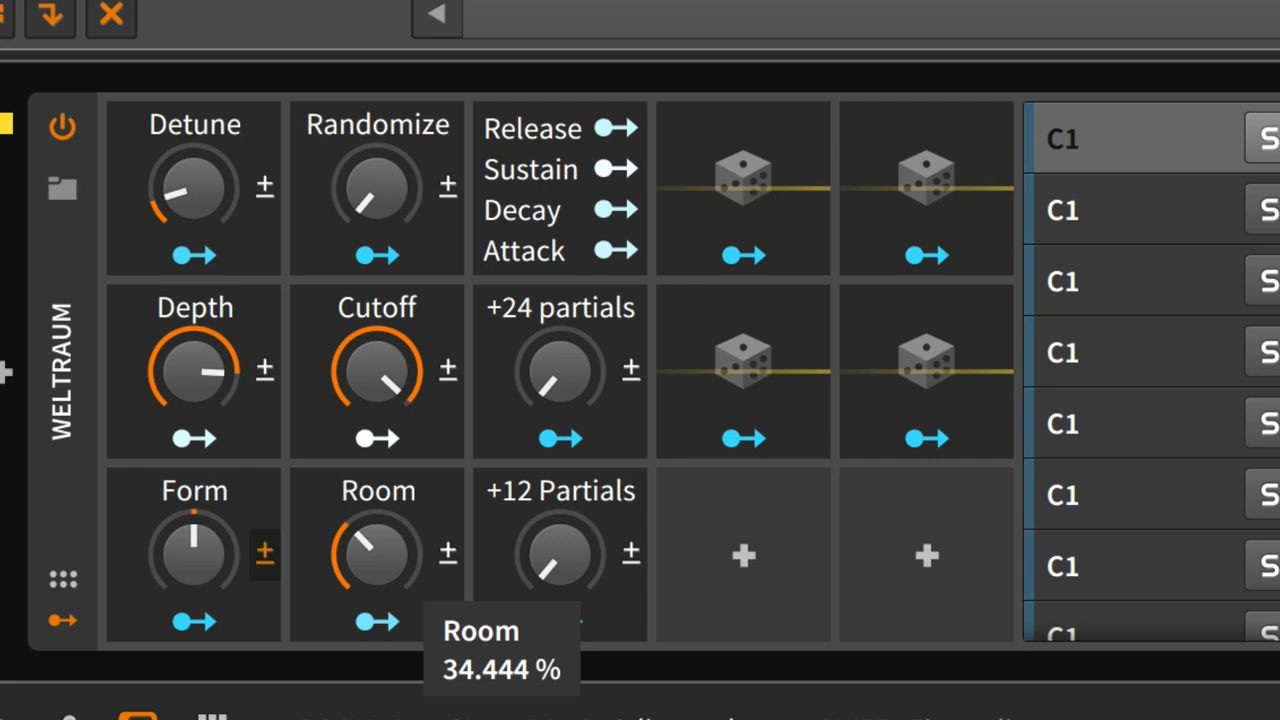 Detune
Randomize
Release
Sustain
Decay
Attack
Depth
Cutoff
+24 partials
Form
Room
+12 Partials
WELTRAUM
Room
34.444 %
C1 S
C1 S
C1 S
C1 S
C1 S
C1 S
C1 S
C1